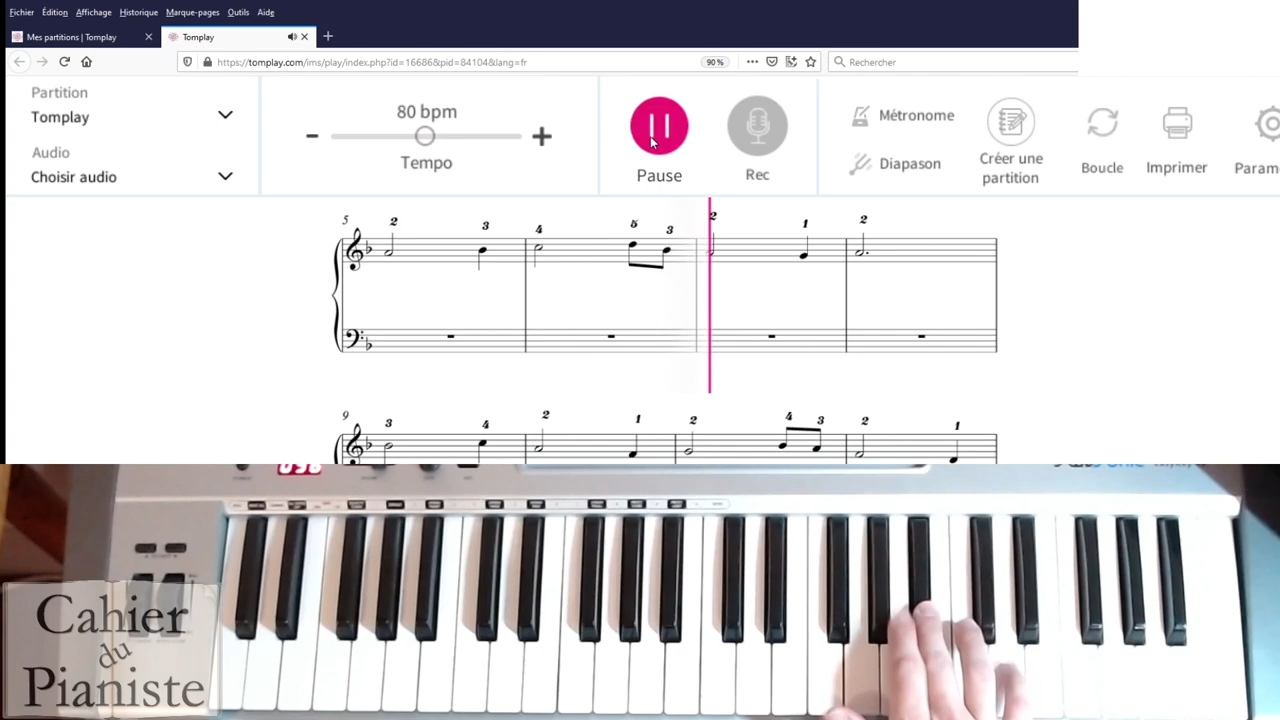 Fichier Édition Affichage Historique Marque-pages Outils Aide
Mes partitions | Tomplay
Tomplay
https://tomplay.com/ims/play/index.php?id=16686&pid=84104&lang=fr
90 %
Rechercher
Partition
Tomplay
Audio
Choisir audio
80 bpm
Tempo
Pause
Rec
Métronome
Diapason
Créer une
partition
Boucle
Imprimer
Param
5 2 3 4 5 3 2 1 2
9 3 4 2 1 2 4 3 2 1
Cahier
du
Pianiste